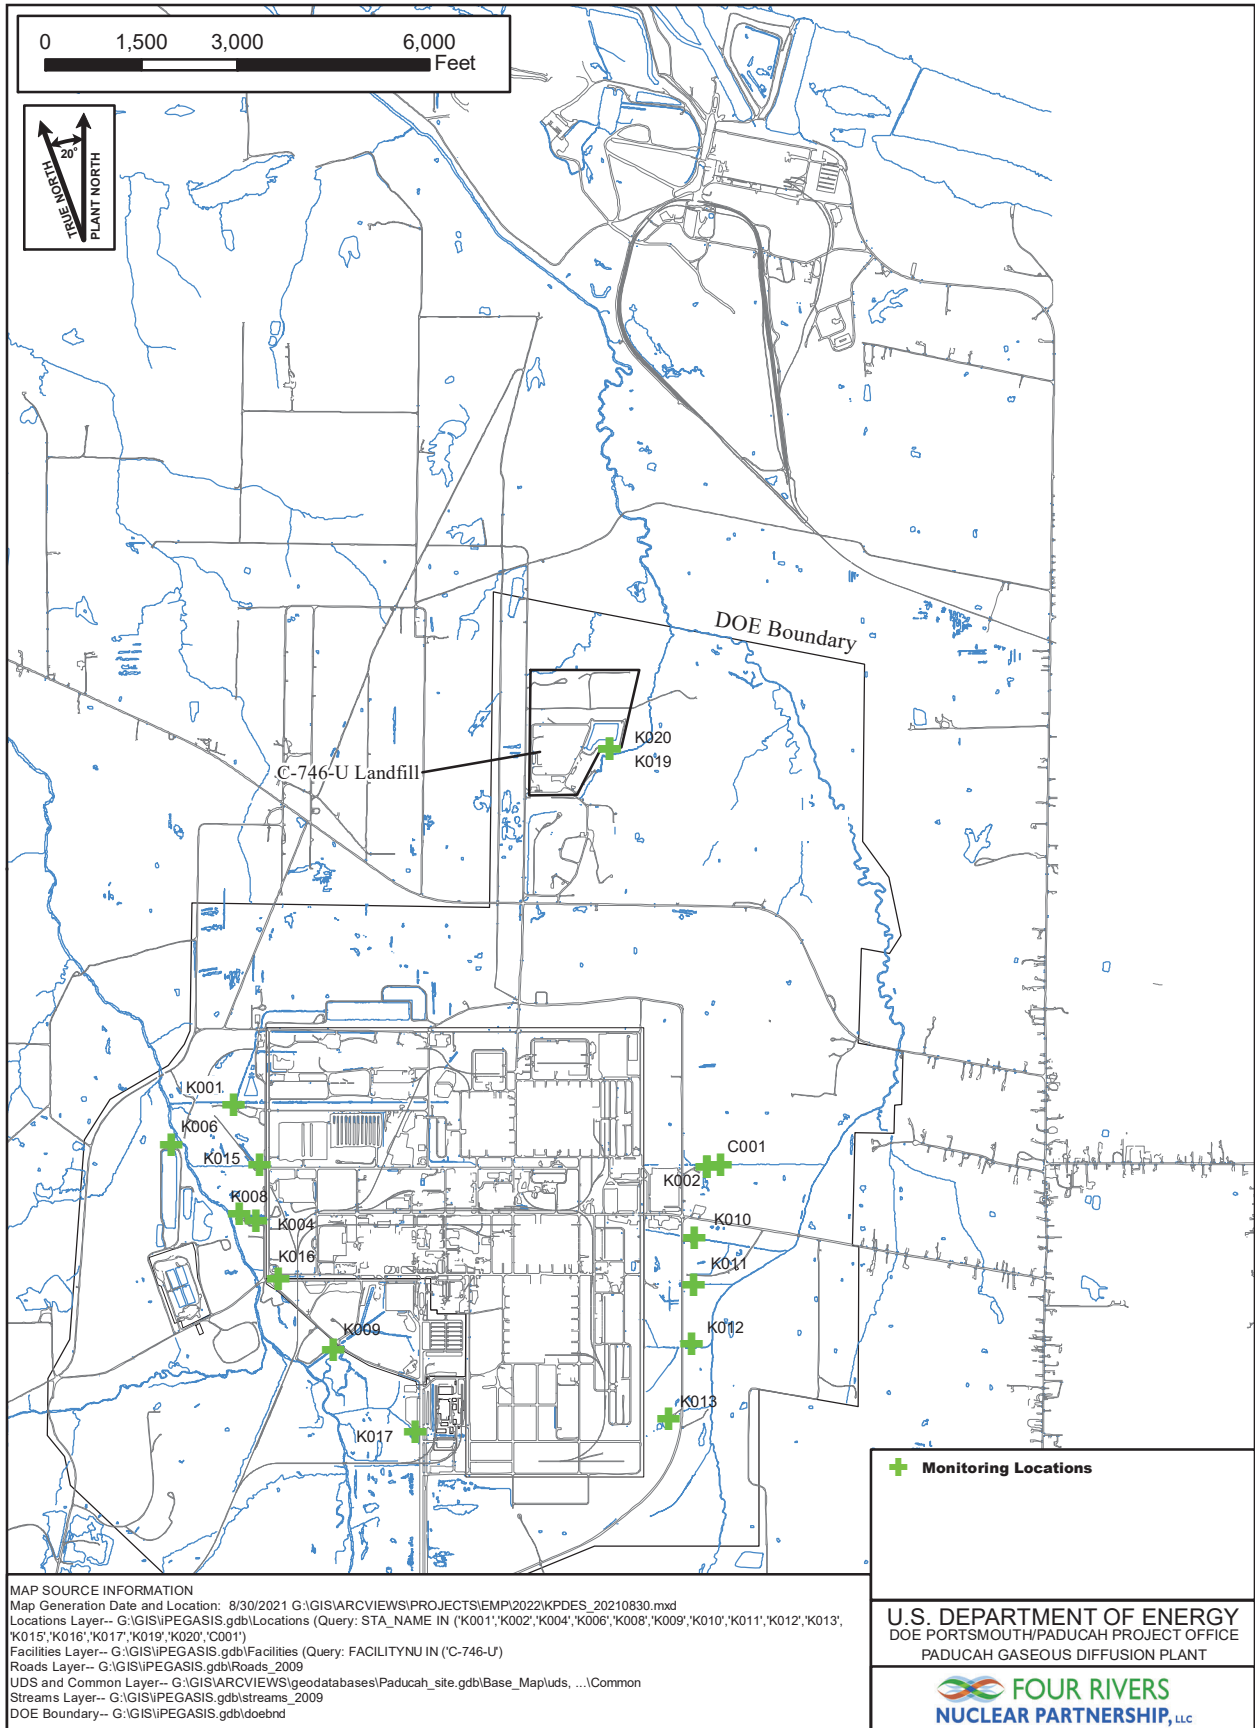 0 1,500 3,000 6,000
Feet
TRUE NORTH
20°
PLANT NORTH
DOE Boundary
K020
K019
C-746-U Landfill
K001
K006
K015
C001
K002
K008
K004
K010
K016
K011
K009
K012
K013
K017
Monitoring Locations
MAP SOURCE INFORMATION
Map Generation Date and Location: 8/30/2021 G:\GIS\ARCVIEWS\PROJECTS\EMP\2022\KPDES_20210830.mxd
Locations Layer-- G:\GIS\iPEGASIS.gdb\Locations (Query: STA_NAME IN ('K001','K002','K004','K006','K008','K009','K010','K011','K012','K013',
'K015','K016','K017','K019','K020','C001')
Facilities Layer-- G:\GIS\iPEGASIS.gdb\Facilities (Query: FACILITYNU IN ('C-746-U')
Roads Layer-- G:\GIS\iPEGASIS.gdb\Roads_2009
UDS and Common Layer-- G:\GIS\ARCVIEWS\geodatabases\Paducah_site.gdb\Base_Map\uds, ...\Common
Streams Layer-- G:\GIS\iPEGASIS.gdb\streams_2009
DOE Boundary-- G:\GIS\iPEGASIS.gdb\doebnd
U.S. DEPARTMENT OF ENERGY
DOE PORTSMOUTH/PADUCAH PROJECT OFFICE
PADUCAH GASEOUS DIFFUSION PLANT
FOUR RIVERS
NUCLEAR PARTNERSHIP, LLC